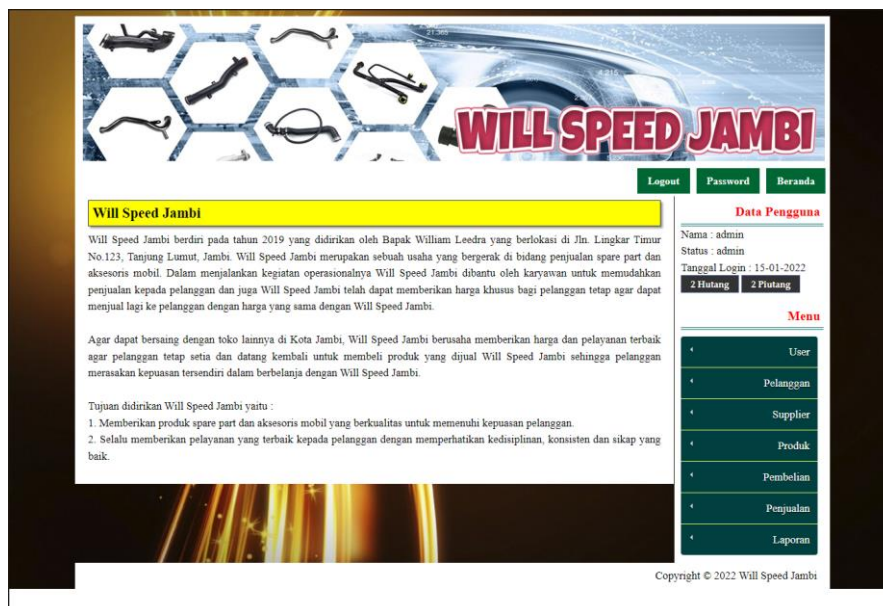 WILL SPEED JAMBI
Logout Password Beranda
Will Speed Jambi
Will Speed Jambi berdiri pada tahun 2019 yang didirikan oleh Bapak William Leedra yang berlokasi di Jln. Lingkar Timur
No.123, Tanjung Lumut, Jambi. Will Speed Jambi merupakan sebuah usaha yang bergerak di bidang penjualan spare part dan
aksesoris mobil. Dalam menjalankan kegiatan operasionalnya Will Speed Jambi dibantu oleh karyawan untuk memudahkan
penjualan kepada pelanggan dan juga Will Speed Jambi telah dapat memberikan harga khusus bagi pelanggan tetap agar dapat
menjual lagi ke pelanggan dengan harga yang sama dengan Will Speed Jambi.
Agar dapat bersaing dengan toko lainnya di Kota Jambi, Will Speed Jambi berusaha memberikan harga dan pelayanan terbaik
agar pelanggan tetap setia dan datang kembali untuk membeli produk yang dijual Will Speed Jambi sehingga pelanggan
merasakan kepuasan tersendiri dalam berbelanja dengan Will Speed Jambi.
Tujuan didirikan Will Speed Jambi yaitu :
1. Memberikan produk spare part dan aksesoris mobil yang berkualitas untuk memenuhi kepuasan pelanggan.
2. Selalu memberikan pelayanan yang terbaik kepada pelanggan dengan memperhatikan kedisiplinan, konsisten dan sikap yang
baik.
Data Pengguna
Nama : admin
Status : admin
Tanggal Login : 15-01-2022
2 Hutang 2 Piutang
Menu
User
Pelanggan
Supplier
Produk
Pembelian
Penjualan
Laporan
Copyright © 2022 Will Speed Jambi